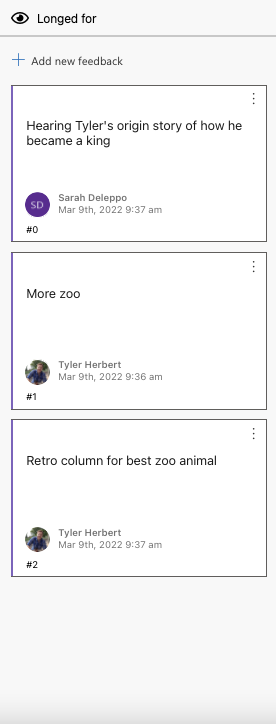 Longed for
Add new feedback
Hearing Tyler's origin story of how he
became a king
SD
Sarah Deleppo
Mar 9th, 2022 9:37 am
#0
More zoo
Tyler Herbert
Mar 9th, 2022 9:36 am
#1
Retro column for best zoo animal
Tyler Herbert
Mar 9th, 2022 9:37 am
#2